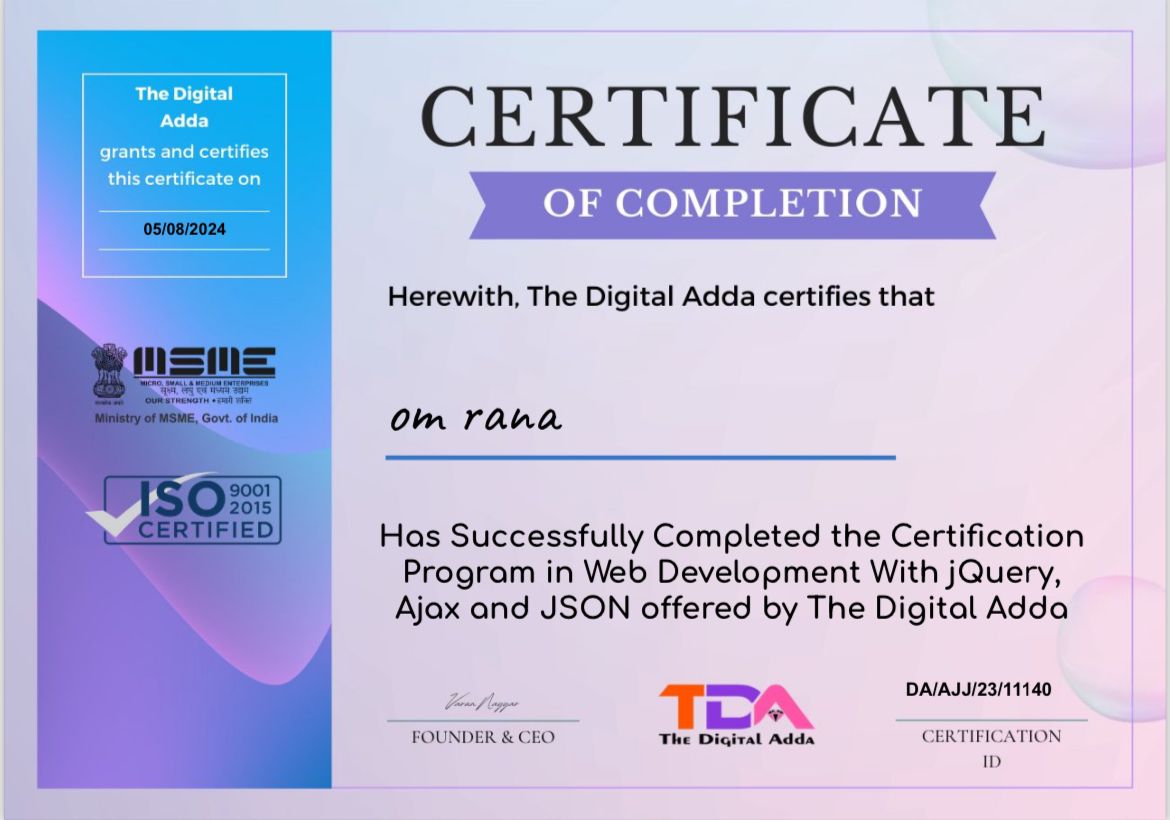 The Digital
Adda
grants and certifies
this certificate on
05/08/2024
MSME
MICRO, SMALL & MEDIUM ENTERPRISES
सूक्ष्म, लघु एवं मध्यम उद्यम
OUR STRENGTH • हमारी शक्ति
Ministry of MSME, Govt. of India
ISO 9001
2015
CERTIFIED
CERTIFICATE
OF COMPLETION
Herewith, The Digital Adda certifies that
om rana
Has Successfully Completed the Certification
Program in Web Development With jQuery,
Ajax and JSON offered by The Digital Adda
Varun Nayyar
FOUNDER & CEO
TDA
The Digital Adda
DA/AJJ/23/11140
CERTIFICATION
ID